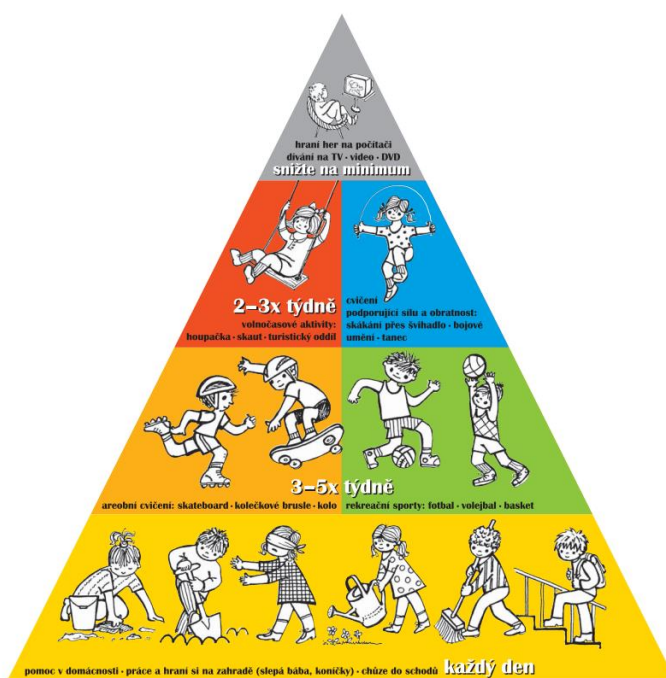 hraní her na počítači
dívání na TV · video · DVD
snižte na minimum
2–3x týdně
volnočasové aktivity:
houpačka · skaut · turistický oddíl
cvičení
podporující sílu a obratnost:
skákání přes švihadlo · bojové
umění · tanec
3–5x týdně
areobní cvičení: skateboard · kolečkové brusle · kolo
rekreační sporty: fotbal · volejbal · basket
pomoc v domácnosti · práce a hraní si na zahradě (slepá bába, koníčky) · chůze do schodů každý den